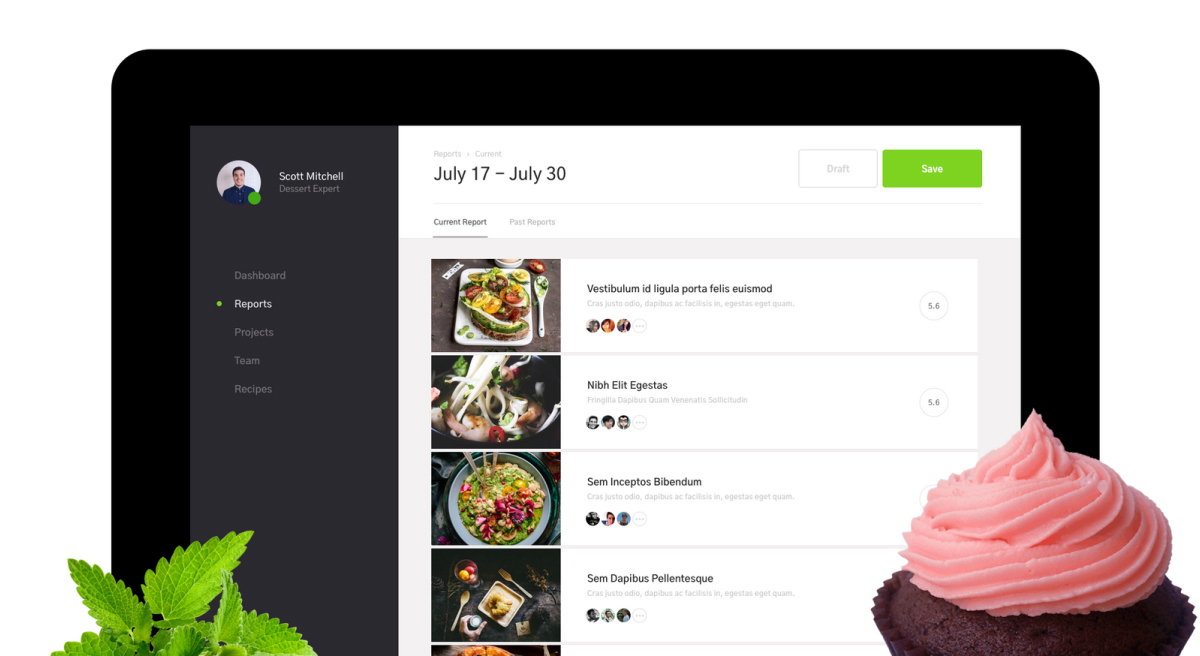 Scott Mitchell
Dessert Expert
Dashboard
Reports
Projects
Team
Recipes
Reports › Current
July 17 – July 30
Draft
Save
Current Report
Past Reports
Vestibulum id ligula porta felis euismod
Cras justo odio, dapibus ac facilisis in, egestas eget quam.
5.6
Nibh Elit Egestas
Fringilla Dapibus Quam Venenatis Sollicitudin
5.6
Sem Inceptos Bibendum
Cras justo odio, dapibus ac facilisis in, egestas eget quam.
Sem Dapibus Pellentesque
Cras justo odio, dapibus ac facilisis in, egestas eget quam.